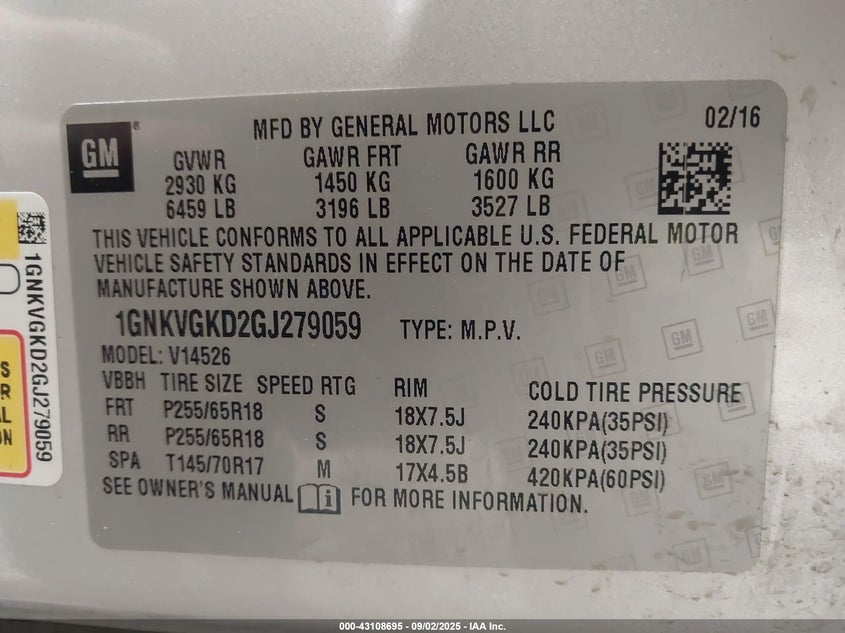 GM ®
MFD BY GENERAL MOTORS LLC 02/16
GVWR GAWR FRT GAWR RR
2930 KG 1450 KG 1600 KG
6459 LB 3196 LB 3527 LB
THIS VEHICLE CONFORMS TO ALL APPLICABLE U.S. FEDERAL MOTOR
VEHICLE SAFETY STANDARDS IN EFFECT ON THE DATE OF
MANUFACTURE SHOWN ABOVE.
1GNKVGKD2GJ279059 TYPE: M.P.V.
MODEL: V14526
VBBH TIRE SIZE SPEED RTG RIM COLD TIRE PRESSURE
FRT P255/65R18 S 18X7.5J 240KPA(35PSI)
RR P255/65R18 S 18X7.5J 240KPA(35PSI)
SPA T145/70R17 M 17X4.5B 420KPA(60PSI)
SEE OWNER'S MANUAL i FOR MORE INFORMATION.
1GNKVGKD2GJ279059
000-43108695 - 09/02/2025 - IAA Inc.